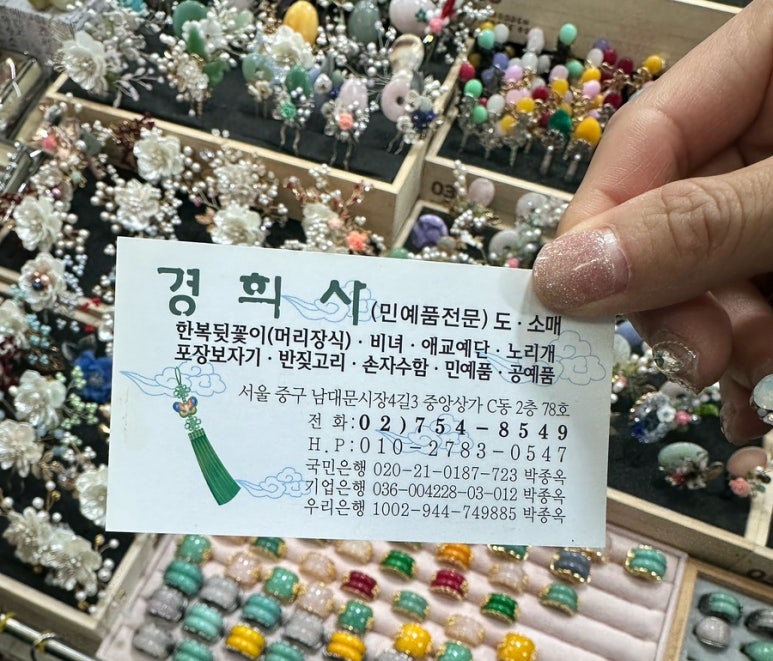 경희사 (민예품전문) 도·소매
한복뒷꽂이(머리장식)·비녀·애교예단·노리개
포장보자기·반짇고리·손자수함·민예품·공예품
서울 중구 남대문시장4길3 중앙상가 C동 2층 78호
전 화:02)754-8549
H.P:010-2783-0547
국민은행 020-21-0187-723 박종옥
기업은행 036-004228-03-012 박종옥
우리은행 1002-944-749885 박종옥